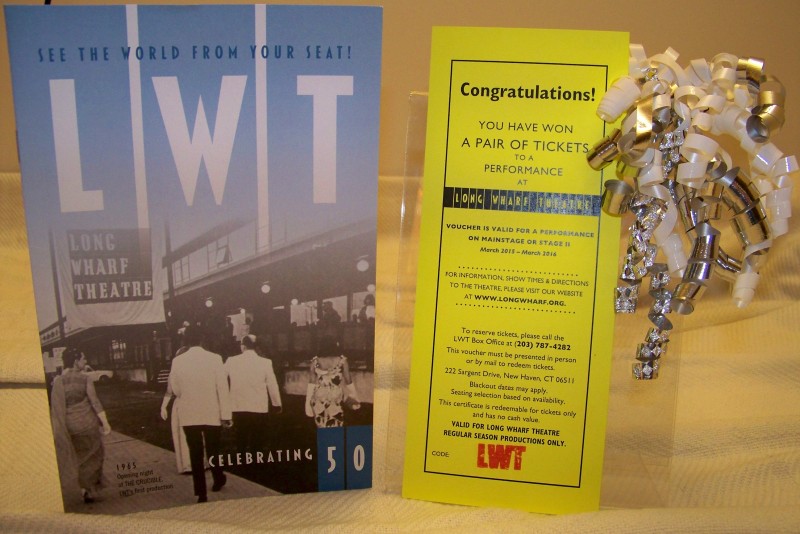 SEE THE WORLD FROM YOUR SEAT!
LWT
LONG
WHARF
THEATRE
1965
Opening night
of THE CRUCIBLE,
LWT's first production
CELEBRATING 50
Congratulations!
YOU HAVE WON
A PAIR OF TICKETS
TO A
PERFORMANCE
AT
LONG WHARF THEATRE
VOUCHER IS VALID FOR A PERFORMANCE
ON MAINSTAGE OR STAGE II
March 2015 – March 2016
FOR INFORMATION, SHOW TIMES & DIRECTIONS
TO THE THEATRE, PLEASE VISIT OUR WEBSITE
AT WWW.LONGWHARF.ORG.
To reserve tickets, please call the
LWT Box Office at (203) 787-4282
This voucher must be presented in person
or by mail to redeem tickets.
222 Sargent Drive, New Haven, CT 06511
Blackout dates may apply.
Seating selection based on availability.
This certificate is redeemable for tickets only
and has no cash value.
VALID FOR LONG WHARF THEATRE
REGULAR SEASON PRODUCTIONS ONLY.
CODE: LWT